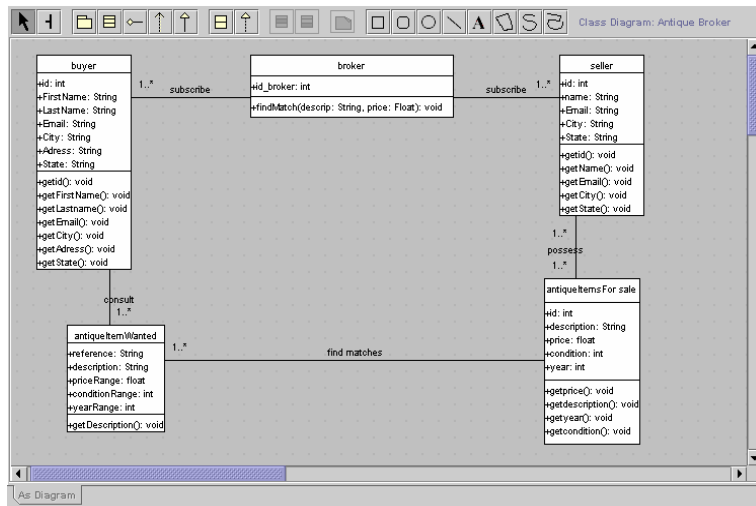 A
Class Diagram: Antique Broker
buyer
+id: int
+FirstName: String
+LastName: String
+Email: String
+City: String
+Adress: String
+State: String
+getid(): void
+getFirstName(): void
+getLastname(): void
+getEmail(): void
+getCity(): void
+getAdress(): void
+getState(): void
1..*
subscribe
broker
+id_broker: int
+findMatch(descrip: String, price: Float): void
subscribe
1..*
seller
+id: int
+name: String
+Email: String
+City: String
+State: String
+getid(): void
+getName(): void
+getEmail(): void
+getCity(): void
+getState(): void
1..*
possess
1..*
consult
1..*
antiqueItemWanted
+reference: String
+description: String
+priceRange: float
+conditionRange: int
+yearRange: int
+getDescription(): void
1..*
find matches
antiqueItemsFor sale
+id: int
+description: String
+price: float
+condition: int
+year: int
+getprice(): void
+getdescription(): void
+getyear(): void
+getcondition(): void
As Diagram